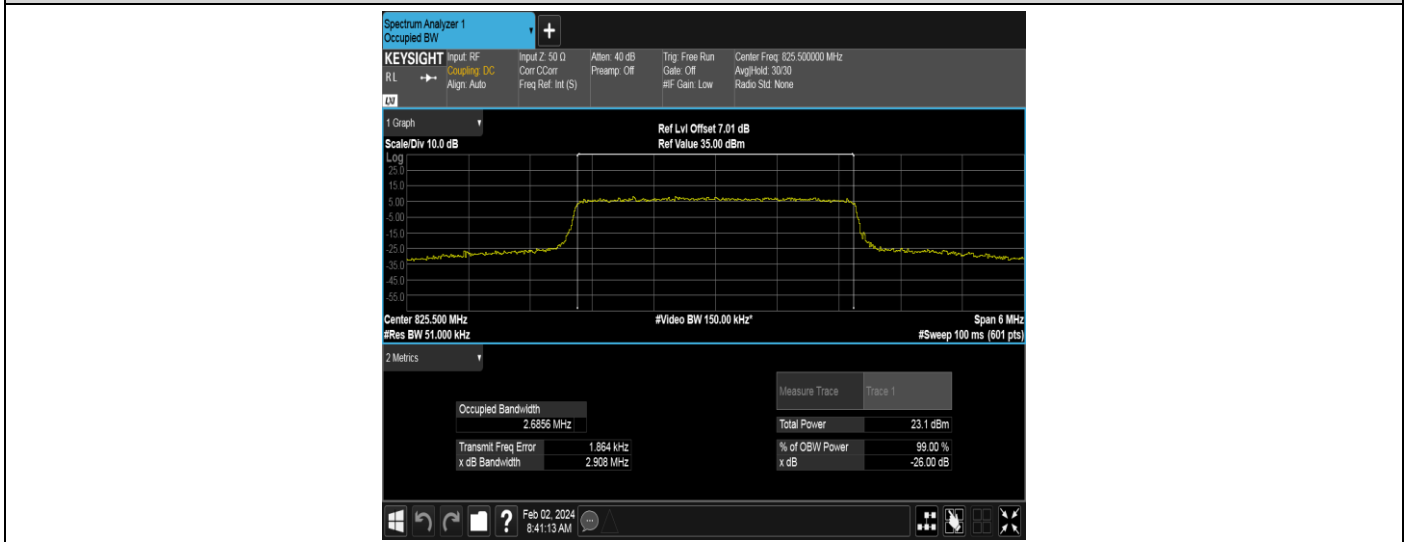 Spectrum Analyzer 1
Occupied BW
+
KEYSIGHT Input: RF Input Z: 50 Ω Atten: 40 dB Trig: Free Run Center Freq: 825.500000 MHz
RL Coupling: DC Corr CCorr Preamp: Off Gate: Off Avg|Hold: 30/30
Align: Auto Freq Ref: Int (S) #IF Gain: Low Radio Std: None
LXI
1 Graph
Ref Lvl Offset 7.01 dB
Scale/Div 10.0 dB Ref Value 35.00 dBm
Log
25.0
15.0
5.00
-5.00
-15.0
-25.0
-35.0
-45.0
-55.0
Center 825.500 MHz #Video BW 150.00 kHz* Span 6 MHz
#Res BW 51.000 kHz #Sweep 100 ms (601 pts)
2 Metrics
Measure Trace Trace 1
Occupied Bandwidth
2.6856 MHz
Total Power 23.1 dBm
Transmit Freq Error 1.864 kHz % of OBW Power 99.00 %
x dB Bandwidth 2.908 MHz x dB -26.00 dB
? Feb 02, 2024
8:41:13 AM